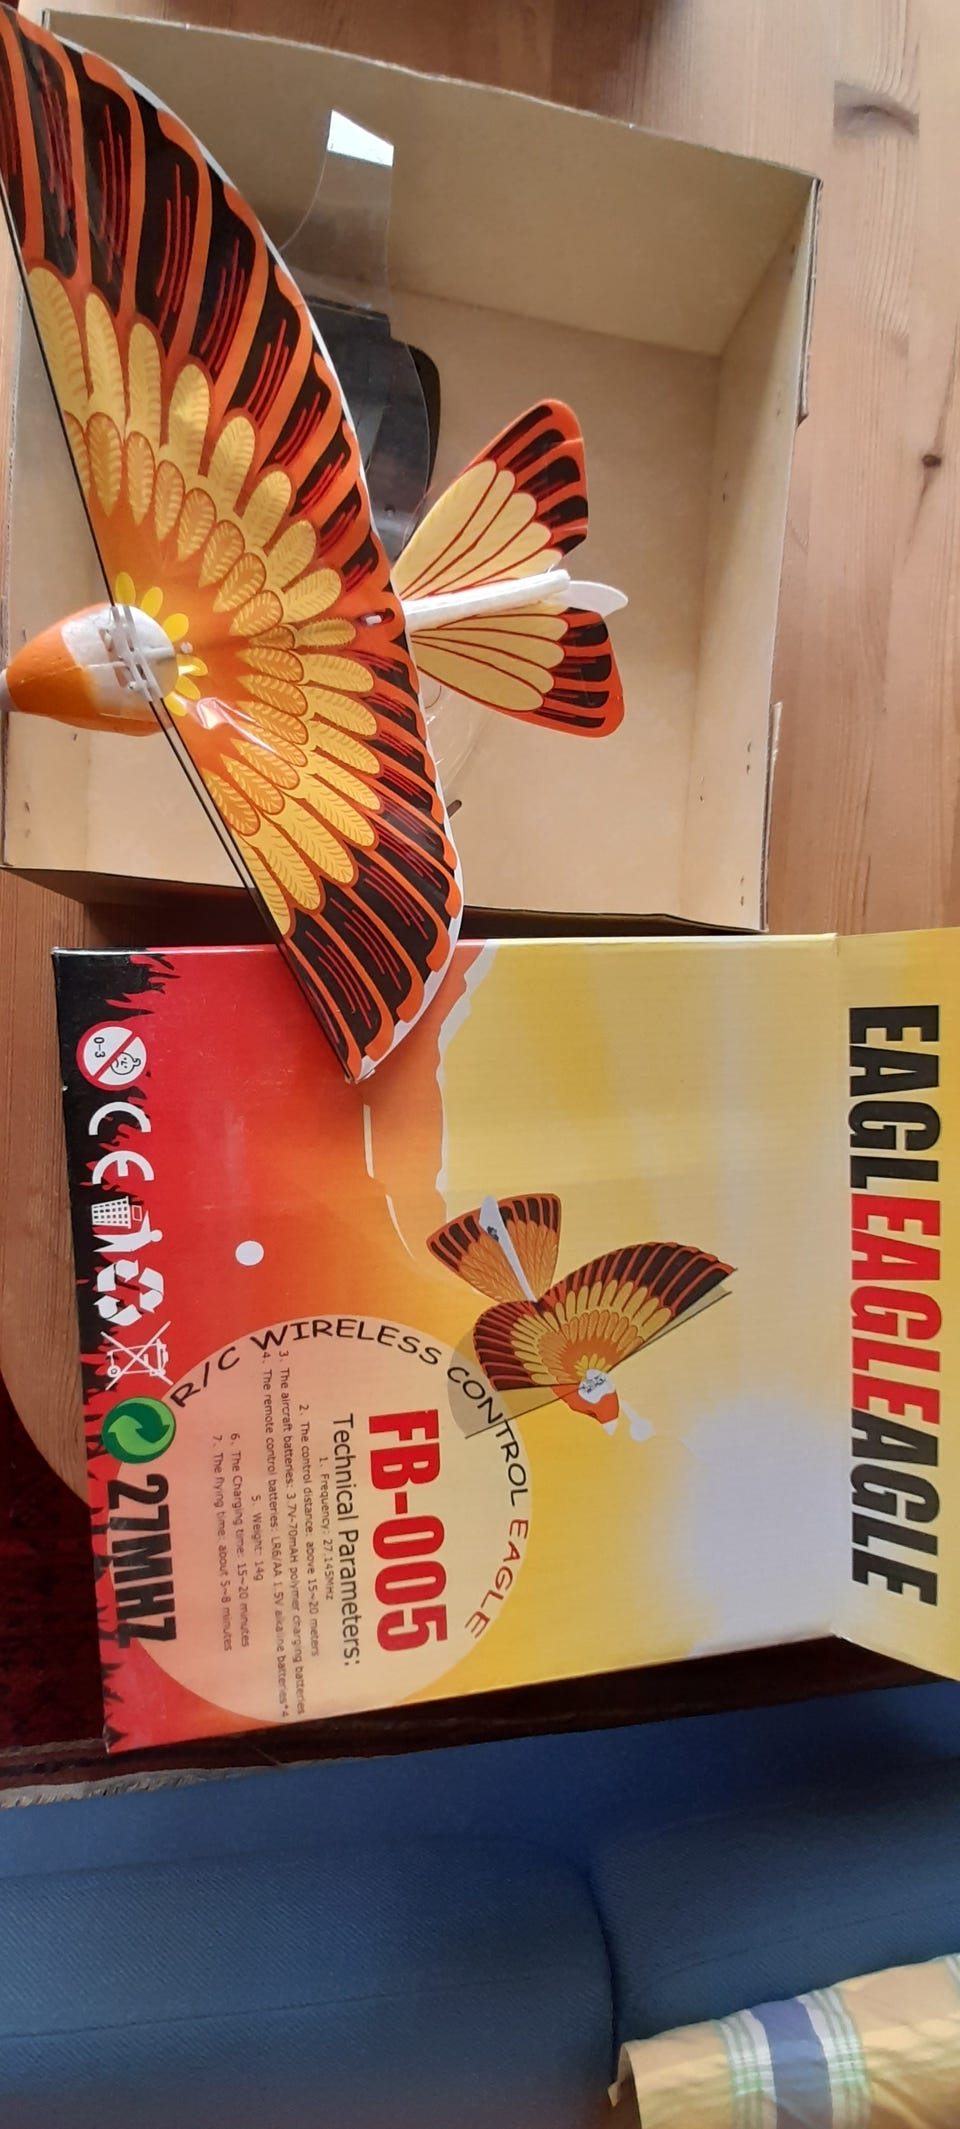 EAGLEAGLEAGLE
R/C WIRELESS CONTROL EAGLE
FB-005
Technical Parameters:
1. Frequency: 27.145MHz
2. The control distance: above 15~20 meters
3. The aircraft batteries: 3.7V-70mAH polymer charging batteries
4. The remote control batteries: LR6/AA 1.5V alkaline batteries*4
5. Weight: 14g
6. The Charging time: 15~20 minutes
7. The flying time: about 5~8 minutes
0-3
CE
27MHZ